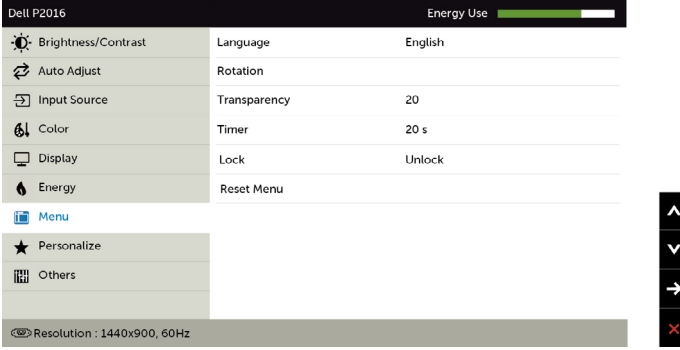 Dell P2016 Energy Use
Brightness/Contrast Language English
Auto Adjust Rotation
Input Source Transparency 20
Color Timer 20 s
Display Lock Unlock
Energy Reset Menu
Menu
Personalize
Others
Resolution : 1440x900, 60Hz